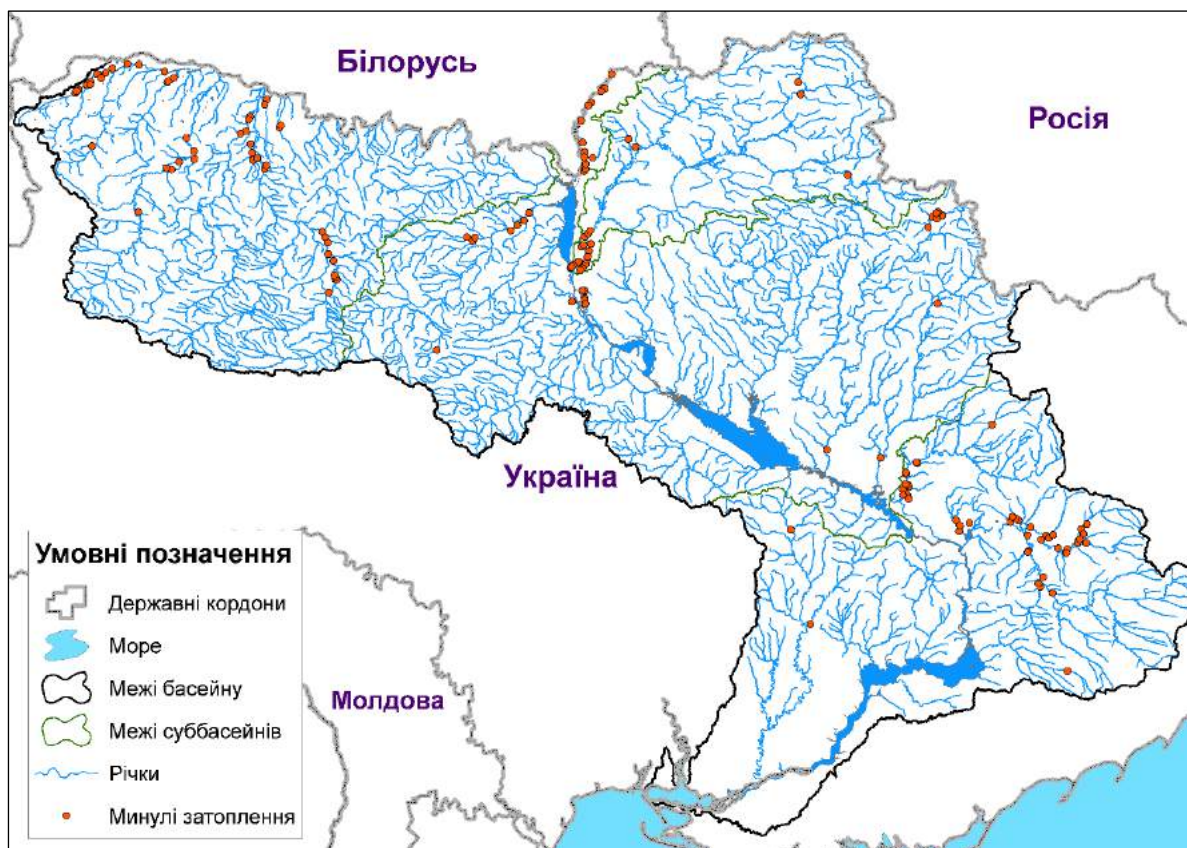 Білорусь
Росія
Україна
Молдова
Умовні позначення
Державні кордони
Море
Межі басейну
Межі суббасейнів
Річки
Минулі затоплення